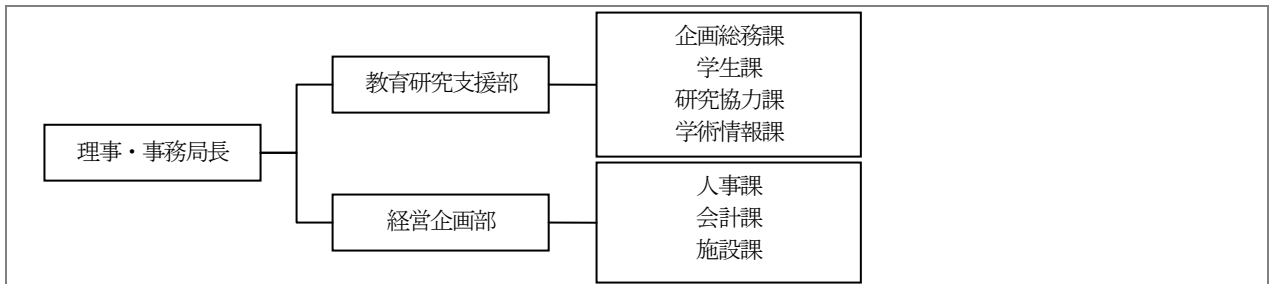 理事・事務局長
教育研究支援部
企画総務課
学生課
研究協力課
学術情報課
経営企画部
人事課
会計課
施設課